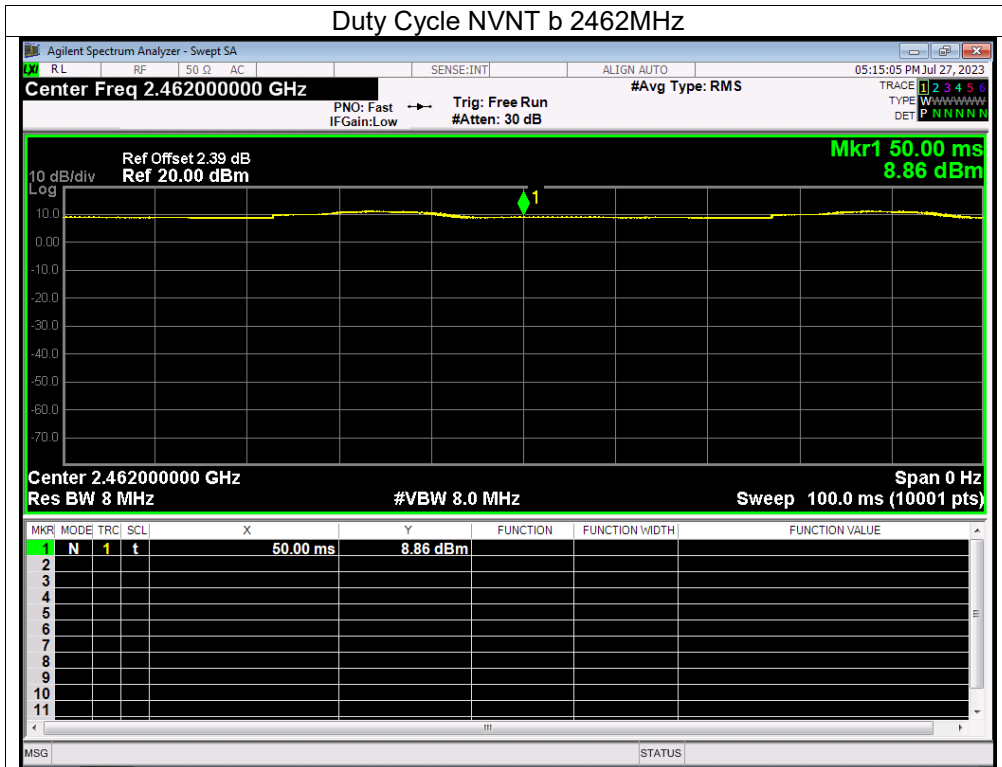 Duty Cycle NVNT b 2462MHz
Agilent Spectrum Analyzer - Swept SA
LXI RL RF 50 Ω AC SENSE:INT ALIGN AUTO 05:15:05 PM Jul 27, 2023
Center Freq 2.462000000 GHz #Avg Type: RMS TRACE 1 2 3 4 5 6
PNO: Fast Trig: Free Run TYPE WWWWWW
IFGain:Low #Atten: 30 dB DET P N N N N N
Ref Offset 2.39 dB Mkr1 50.00 ms
10 dB/div Ref 20.00 dBm 8.86 dBm
Log
1
10.0
0.00
-10.0
-20.0
-30.0
-40.0
-50.0
-60.0
-70.0
Center 2.462000000 GHz Span 0 Hz
Res BW 8 MHz #VBW 8.0 MHz Sweep 100.0 ms (10001 pts)
MKR MODE TRC SCL X Y FUNCTION FUNCTION WIDTH FUNCTION VALUE
1 N 1 t 50.00 ms 8.86 dBm
2
3
4
5
6
7
8
9
10
11
MSG STATUS